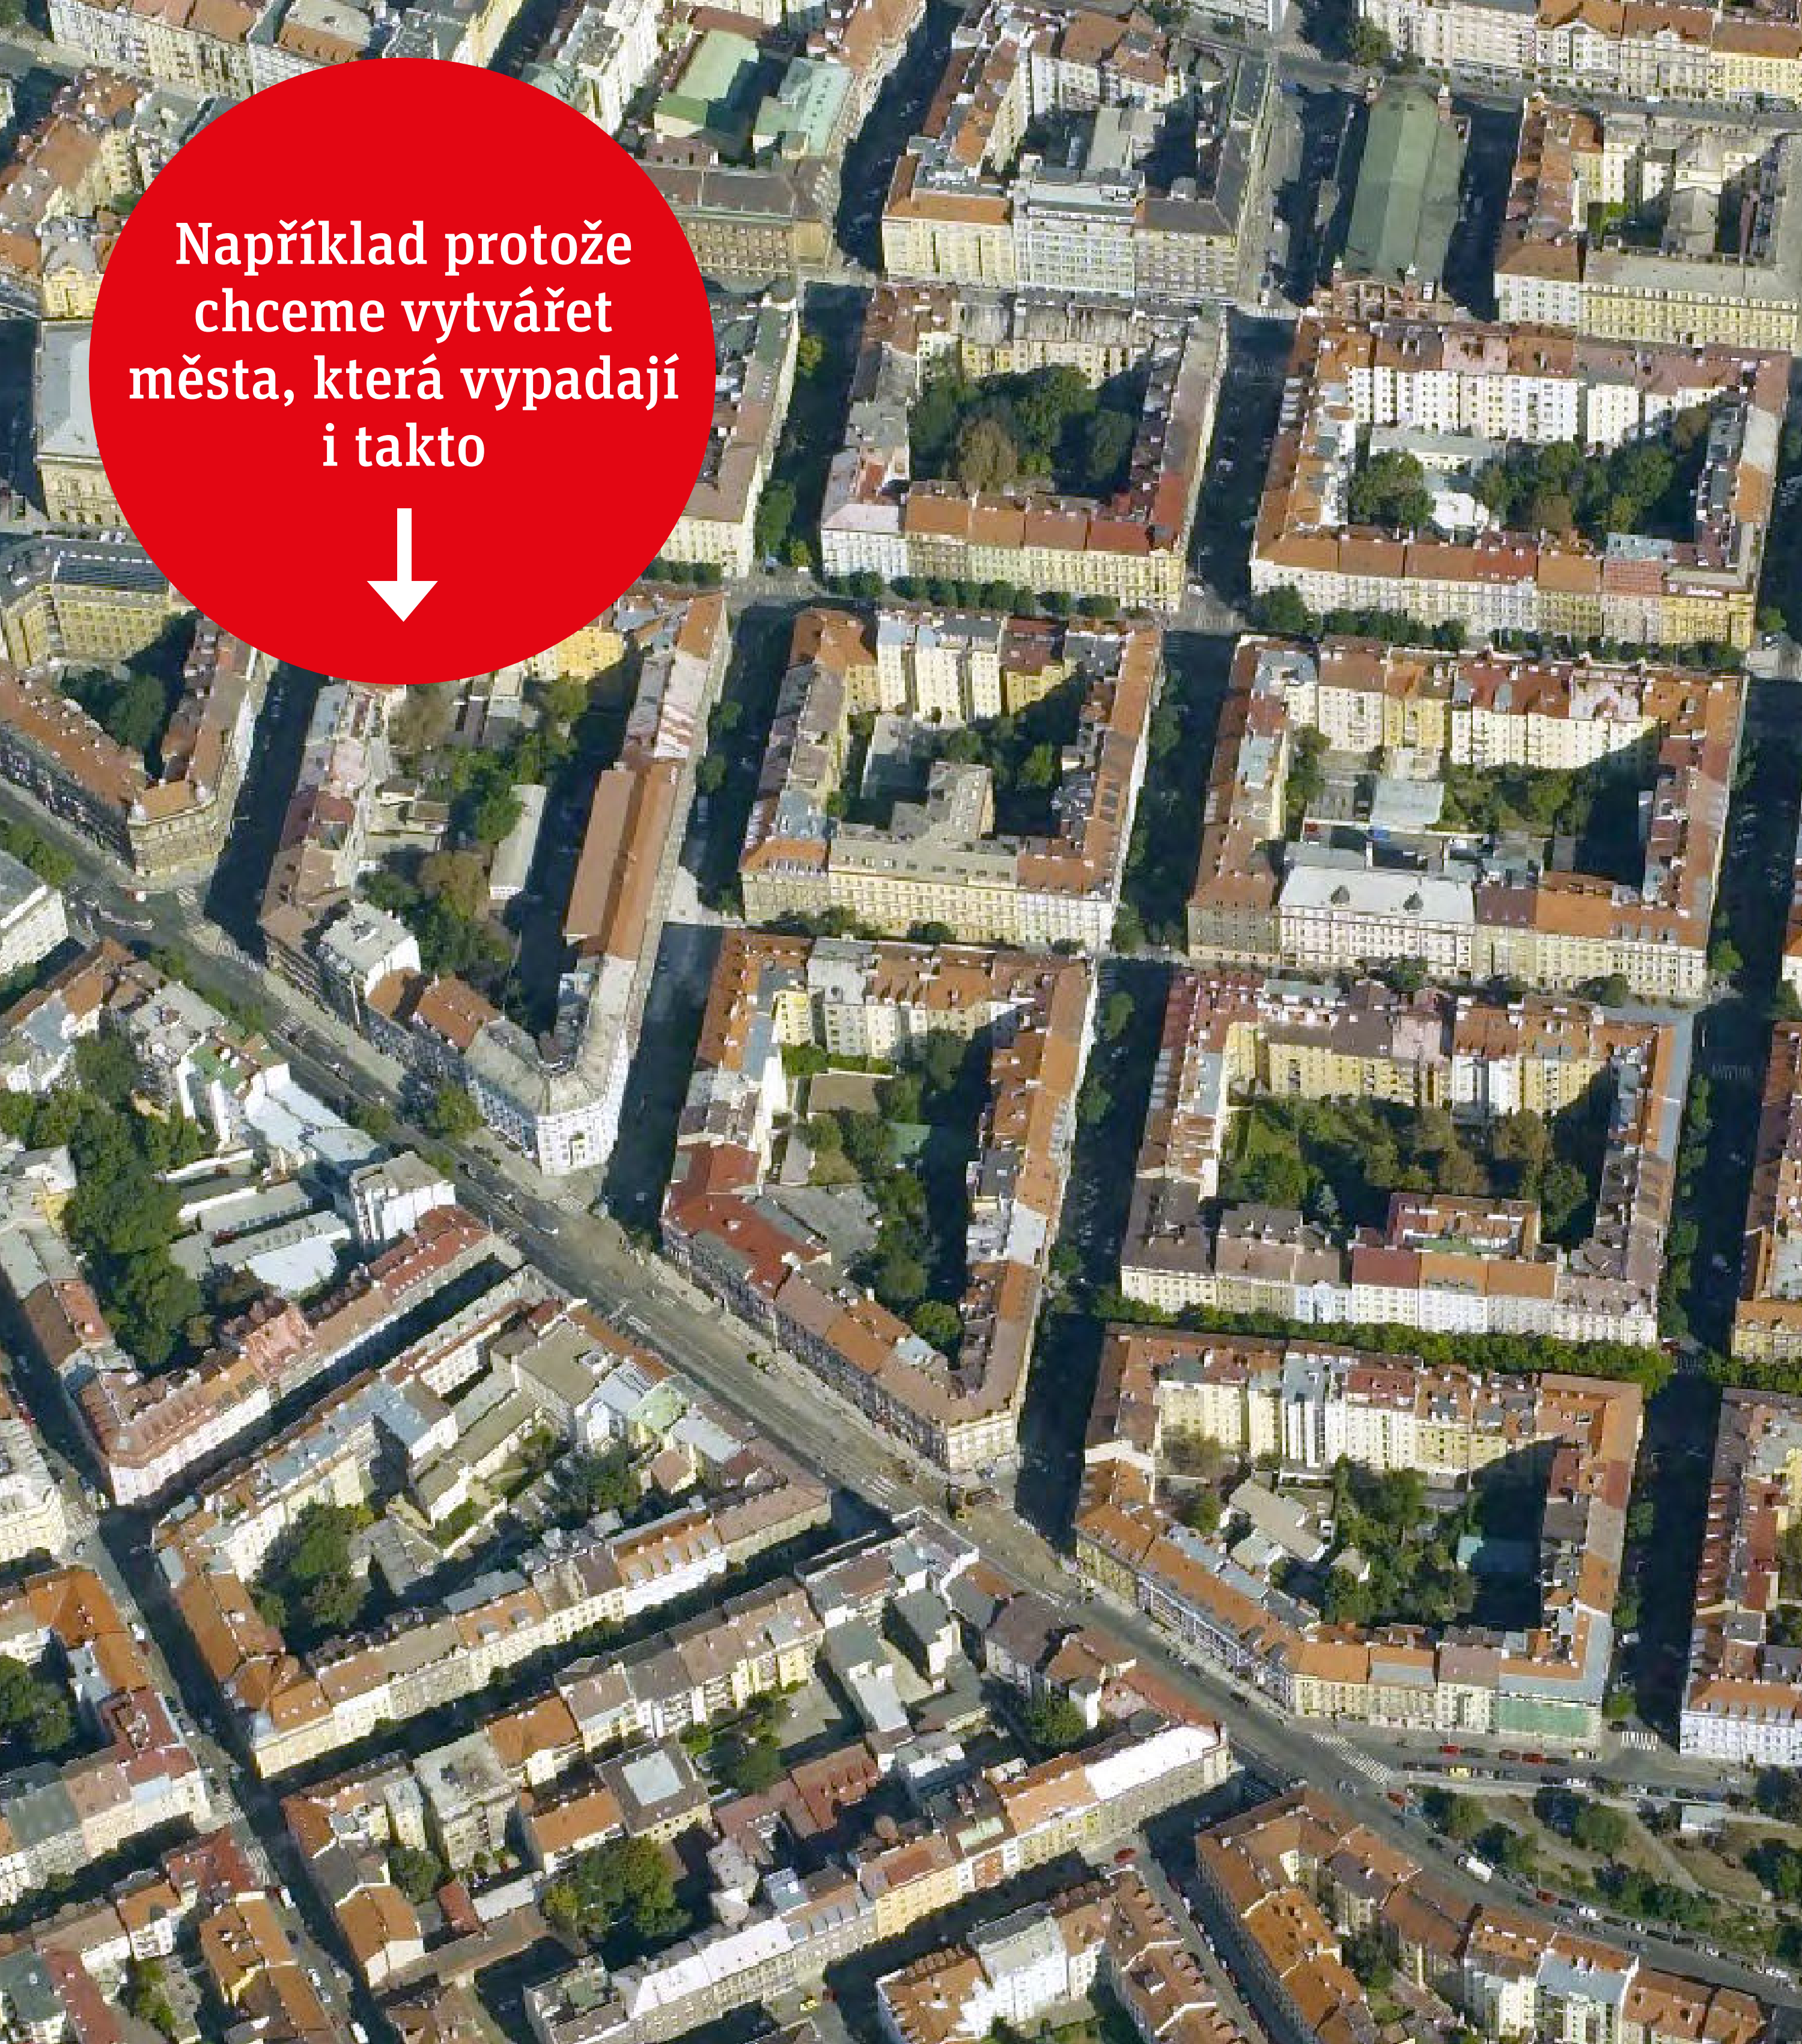 Například protože
chceme vytvářet
města, která vypadají
i takto